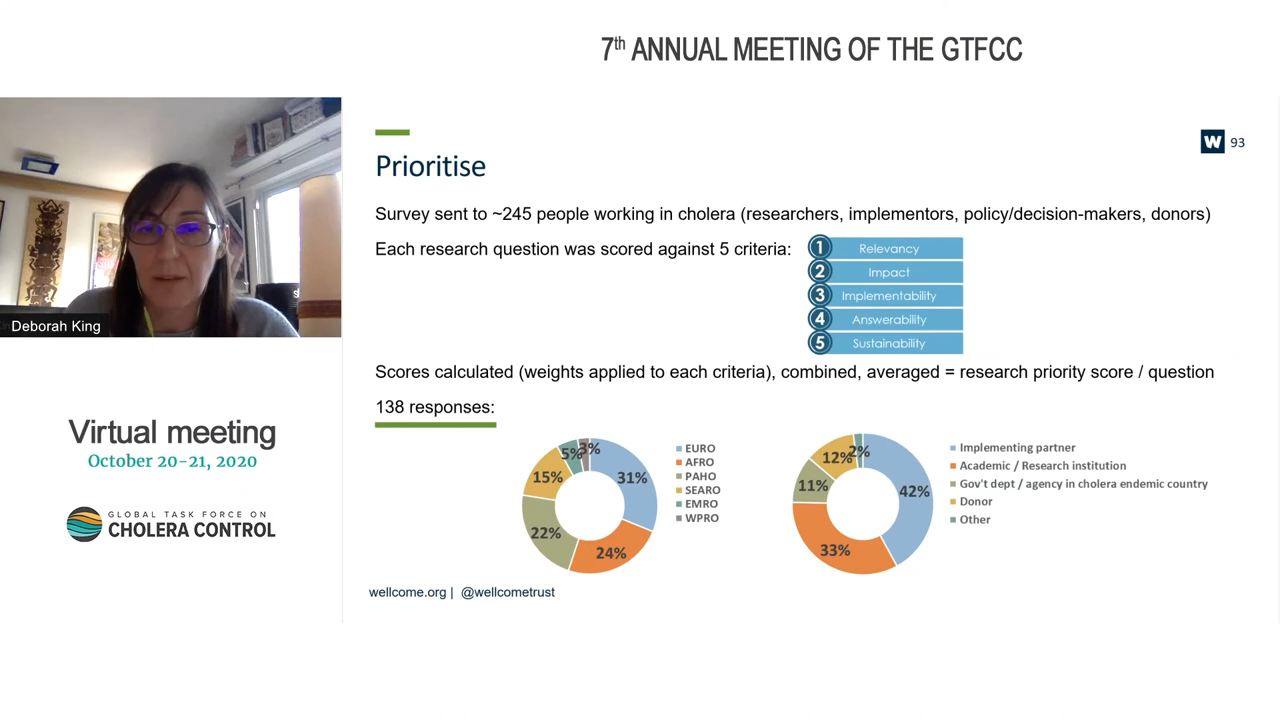 7th ANNUAL MEETING OF THE GTFCC
Deborah King
Virtual meeting
October 20-21, 2020
GLOBAL TASK FORCE ON
CHOLERA CONTROL
W 93
Prioritise
Survey sent to ~245 people working in cholera (researchers, implementors, policy/decision-makers, donors)
Each research question was scored against 5 criteria:
1 Relevancy
2 Impact
3 Implementability
4 Answerability
5 Sustainability
Scores calculated (weights applied to each criteria), combined, averaged = research priority score / question
138 responses:
31%
24%
22%
15%
5%
3%
EURO
AFRO
PAHO
SEARO
EMRO
WPRO
42%
33%
11%
12%
2%
Implementing partner
Academic / Research institution
Gov't dept / agency in cholera endemic country
Donor
Other
wellcome.org | @wellcometrust